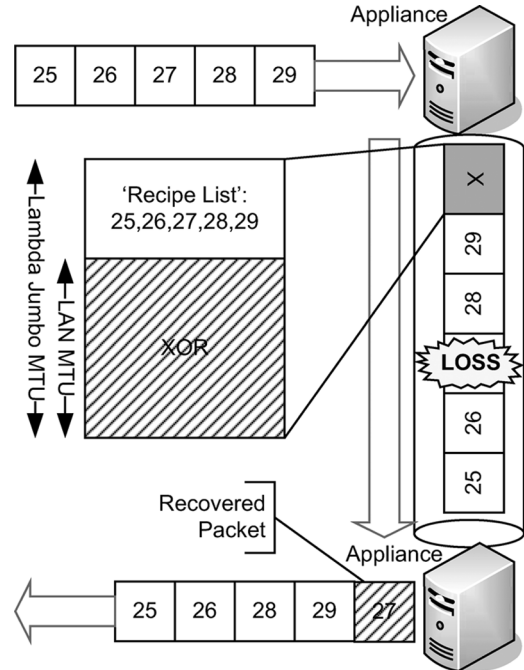 Appliance
25 26 27 28 29
'Recipe List':
25,26,27,28,29
XOR
Lambda Jumbo MTU
LAN MTU
X
29
28
LOSS
26
25
Recovered
Packet
Appliance
25 26 28 29 27